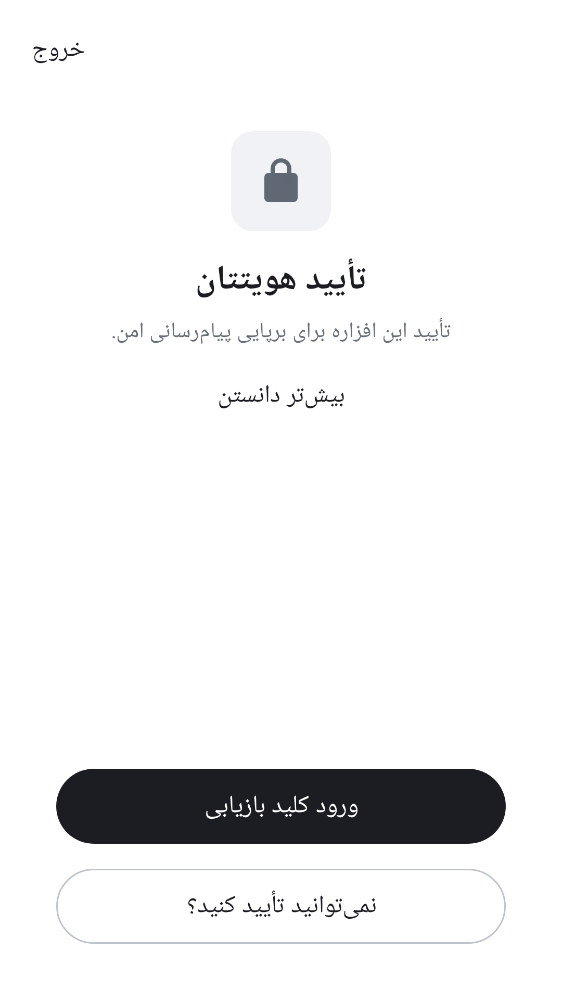 خروج
تأیید هویتتان
تأیید این افزاره برای برپایی پیام‌رسانی امن.
بیش‌تر دانستن
ورود کلید بازیابی
نمی‌توانید تأیید کنید؟